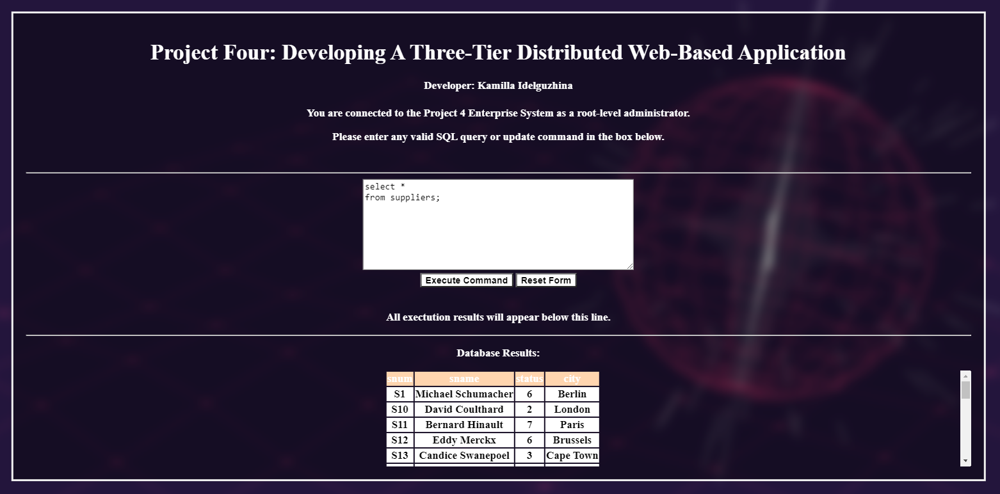 Project Four: Developing A Three-Tier Distributed Web-Based Application
Developer: Kamilla Idelguzhina
You are connected to the Project 4 Enterprise System as a root-level administrator.
Please enter any valid SQL query or update command in the box below.
select *
from suppliers;
Execute Command Reset Form
All exectution results will appear below this line.
Database Results:
snum sname status city
S1 Michael Schumacher 6 Berlin
S10 David Coulthard 2 London
S11 Bernard Hinault 7 Paris
S12 Eddy Merckx 6 Brussels
S13 Candice Swanepoel 3 Cape Town